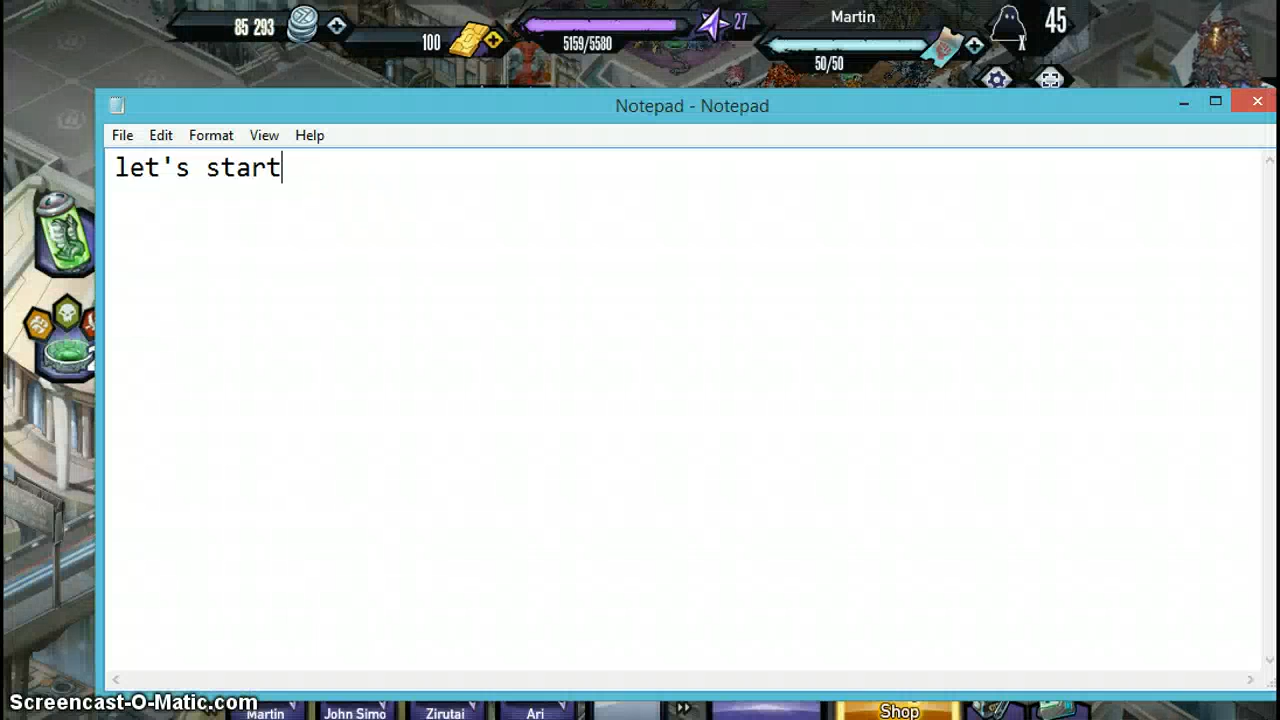 85 293
100
5159/5580
27
Martin
50/50
X
45
Notepad - Notepad
File Edit Format View Help
let's start
Screencast-O-Matic.com
Martin John Simo Zirutai Ari Shop